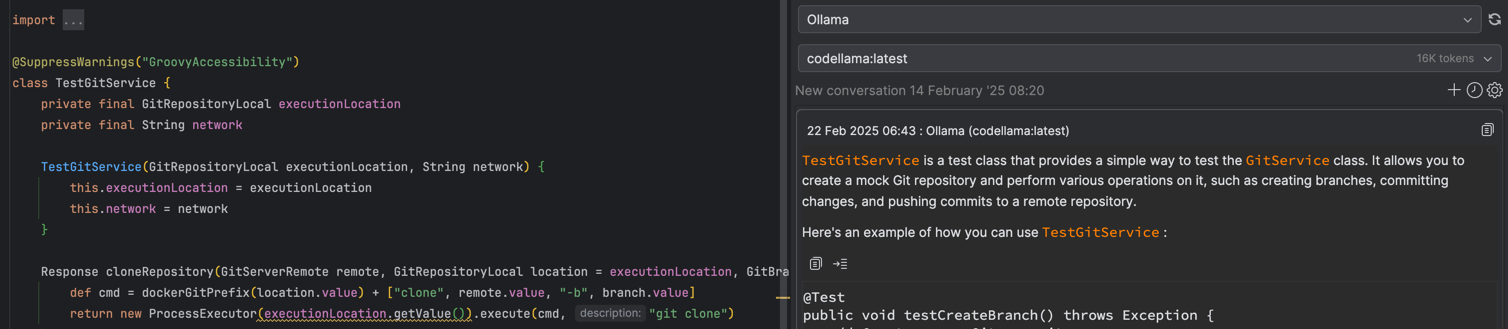 import ...
@SuppressWarnings("GroovyAccessibility")
class TestGitService {
private final GitRepositoryLocal executionLocation
private final String network
TestGitService(GitRepositoryLocal executionLocation, String network) {
this.executionLocation = executionLocation
this.network = network
}
Response cloneRepository(GitServerRemote remote, GitRepositoryLocal location = executionLocation, GitBra
def cmd = dockerGitPrefix(location.value) + ["clone", remote.value, "-b", branch.value]
return new ProcessExecutor(executionLocation.getValue()).execute(cmd, description: "git clone")
Ollama
codellama:latest 16K tokens
New conversation 14 February '25 08:20
22 Feb 2025 06:43 : Ollama (codellama:latest)
TestGitService is a test class that provides a simple way to test the GitService class. It allows you to
create a mock Git repository and perform various operations on it, such as creating branches, committing
changes, and pushing commits to a remote repository.
Here's an example of how you can use TestGitService :
@Test
public void testCreateBranch() throws Exception {